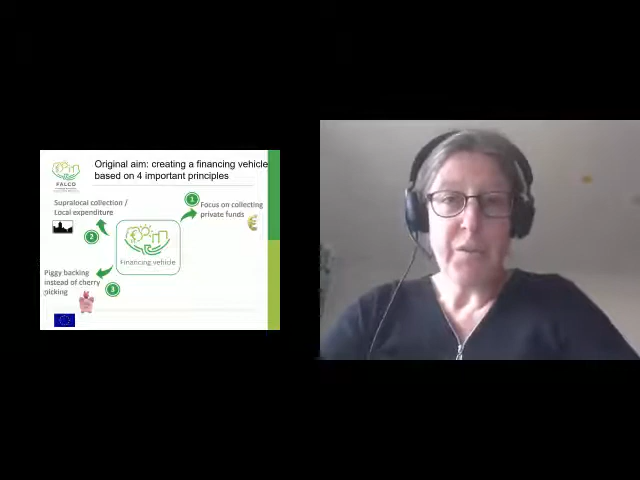 Original aim: creating a financing vehicle
based on 4 important principles
FALCO
Supralocal collection /
Local expenditure
1
Focus on collecting
private funds
2
Financing vehicle
Piggy backing
instead of cherry
picking
3